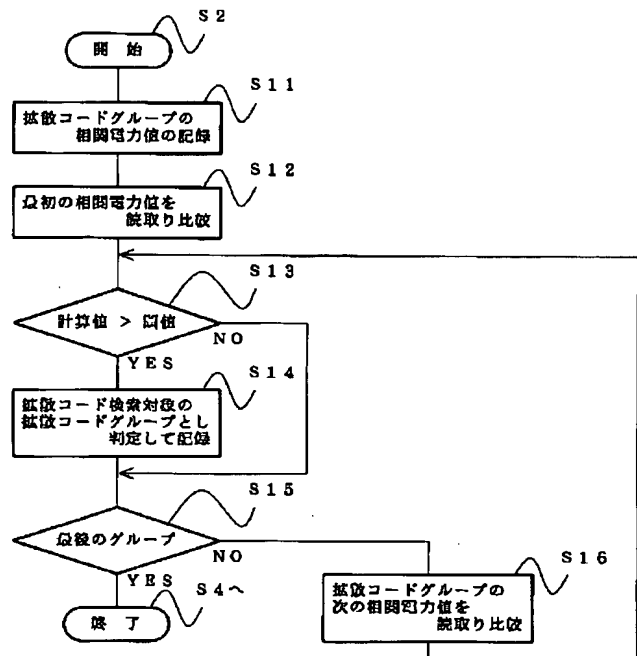 S2
開始
S11
拡散コードグループの
相関電力値の記録
S12
最初の相関電力値を
読取り比較
S13
計算値 > 閾値
NO
YES
S14
拡散コード検索対象の
拡散コードグループとし
判定して記録
S15
最後のグループ
NO
YES
S16
S4へ
拡散コードグループの
次の相関電力値を
読取り比較
終了